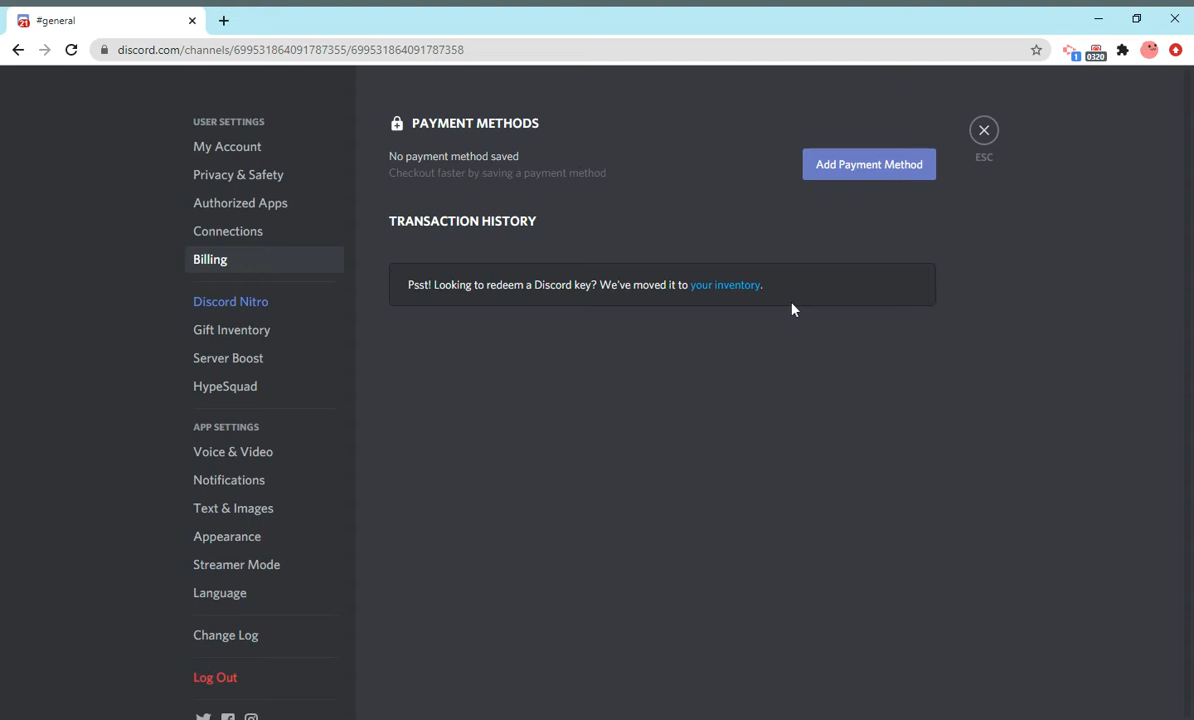 #general
discord.com/channels/699531864091787355/699531864091787358
1
0320
21
USER SETTINGS
My Account
Privacy & Safety
Authorized Apps
Connections
Billing
Discord Nitro
Gift Inventory
Server Boost
HypeSquad
APP SETTINGS
Voice & Video
Notifications
Text & Images
Appearance
Streamer Mode
Language
Change Log
Log Out
PAYMENT METHODS
No payment method saved
Checkout faster by saving a payment method
Add Payment Method
ESC
TRANSACTION HISTORY
Psst! Looking to redeem a Discord key? We've moved it to your inventory.